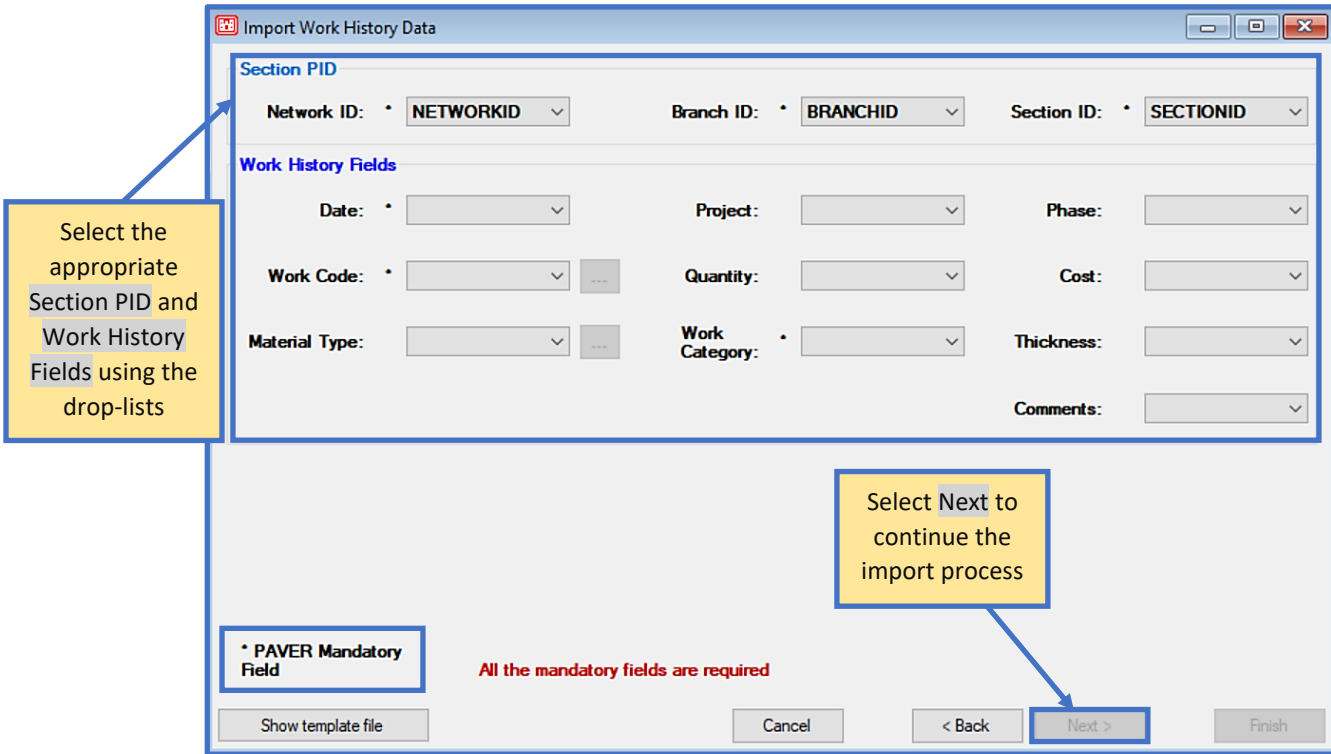 Import Work History Data
Section PID
Network ID: * NETWORKID Branch ID: * BRANCHID Section ID: * SECTIONID
Work History Fields
Date: * Project: Phase:
Work Code: * ... Quantity: Cost:
Material Type: ... Work Category: * Thickness:
Comments:
Select the
appropriate
Section PID and
Work History
Fields using the
drop-lists
Select Next to
continue the
import process
* PAVER Mandatory
Field
All the mandatory fields are required
Show template file Cancel < Back Next > Finish